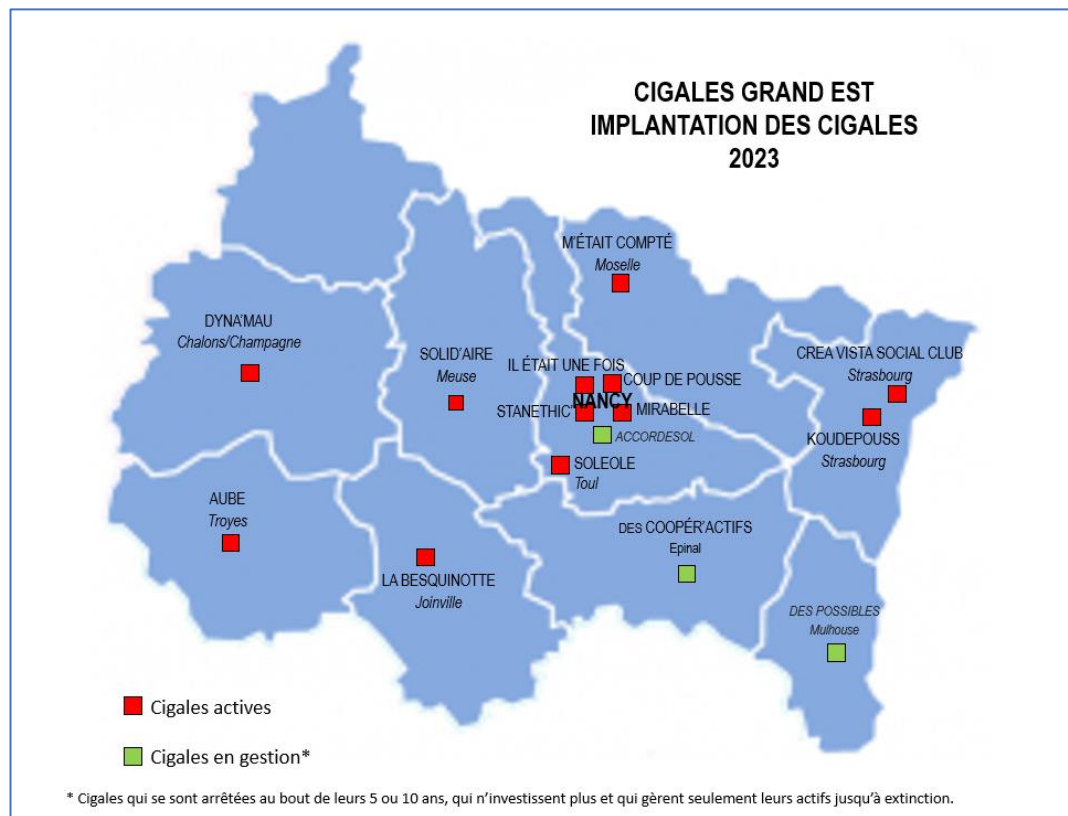 CIGALES GRAND EST
IMPLANTATION DES CIGALES
2023
M'ÉTAIT COMPTÉ
Moselle
DYNA'MAU
Chalons/Champagne
SOLID'AIRE
Meuse
IL ÉTAIT UNE FOIS
COUP DE POUSSE
CREA VISTA SOCIAL CLUB
Strasbourg
NANCY
STANETHIC'
MIRABELLE
ACCORDESOL
KOUDEPOUSS
Strasbourg
SOLEOLE
Toul
AUBE
Troyes
DES COOPÉR'ACTIFS
Epinal
LA BESQUINOTTE
Joinville
DES POSSIBLES
Mulhouse
Cigales actives
Cigales en gestion*
* Cigales qui se sont arrêtées au bout de leurs 5 ou 10 ans, qui n'investissent plus et qui gèrent seulement leurs actifs jusqu'à extinction.